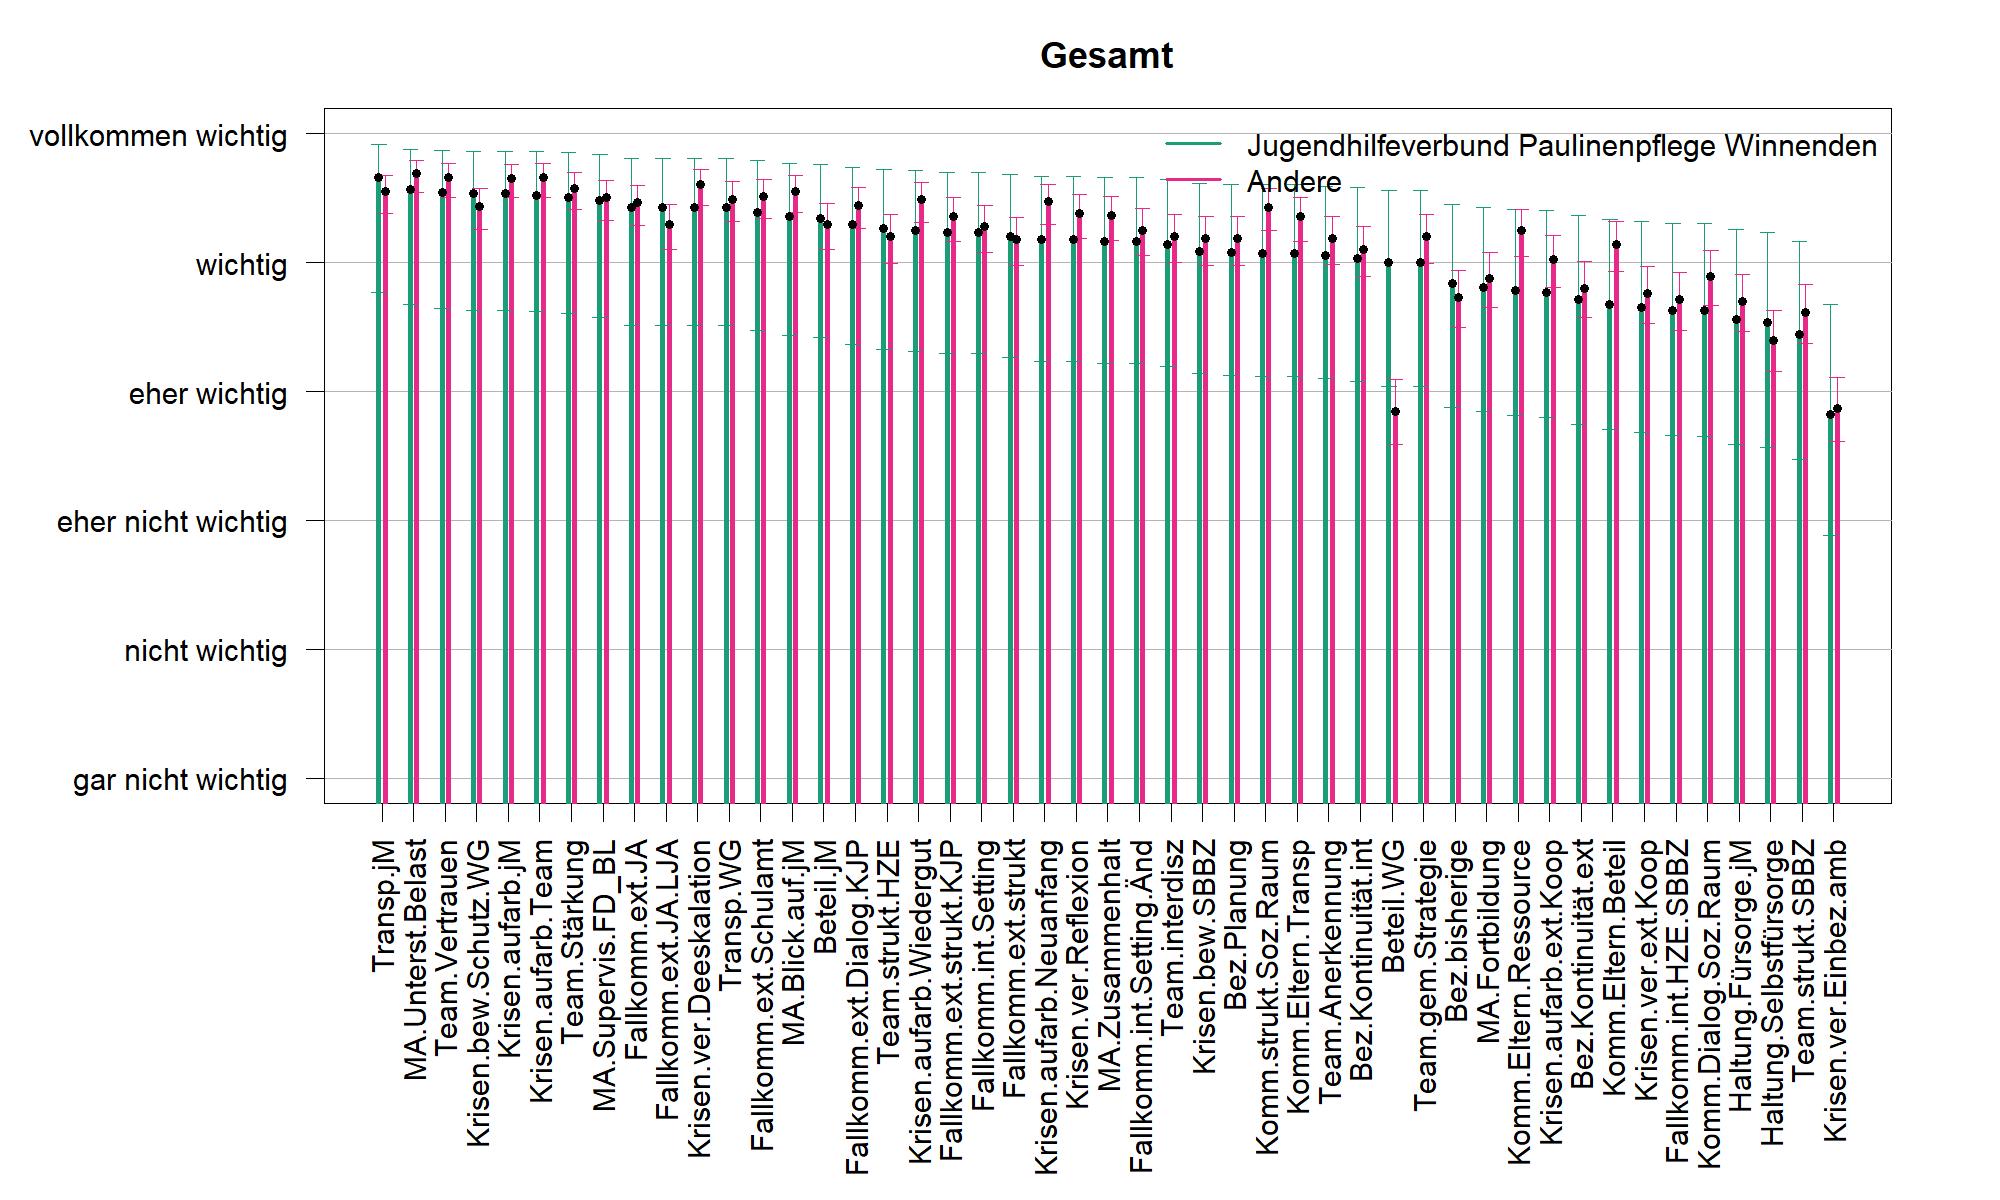 Gesamt
vollkommen wichtig
wichtig
eher wichtig
eher nicht wichtig
nicht wichtig
gar nicht wichtig
Jugendhilfeverbund Paulinenpflege Winnenden
Andere
Transp.jM
MA.Unterst.Belast
Team.Vertrauen
Krisen.bew.Schutz.WG
Krisen.aufarb.jM
Krisen.aufarb.Team
Team.Stärkung
MA.Supervis.FD_BL
Fallkomm.ext.JA
Fallkomm.ext.JA.LJA
Krisen.ver.Deeskalation
Transp.WG
Fallkomm.ext.Schulamt
MA.Blick.auf.jM
Beteil.jM
Fallkomm.ext.Dialog.KJP
Team.strukt.HZE
Krisen.aufarb.Wiedergut
Fallkomm.ext.strukt.KJP
Fallkomm.int.Setting
Fallkomm.ext.strukt
Krisen.aufarb.Neuanfang
Krisen.ver.Reflexion
MA.Zusammenhalt
Fallkomm.int.Setting.Änd
Team.interdisz
Krisen.bew.SBBZ
Bez.Planung
Komm.strukt.Soz.Raum
Komm.Eltern.Transp
Team.Anerkennung
Bez.Kontinuität.int
Beteil.WG
Team.gem.Strategie
Bez.bisherige
MA.Fortbildung
Komm.Eltern.Ressource
Krisen.aufarb.ext.Koop
Bez.Kontinuität.ext
Komm.Eltern.Beteil
Krisen.ver.ext.Koop
Fallkomm.int.HZE.SBBZ
Komm.Dialog.Soz.Raum
Haltung.Fürsorge.jM
Haltung.Selbstfürsorge
Team.strukt.SBBZ
Krisen.ver.Einbez.amb